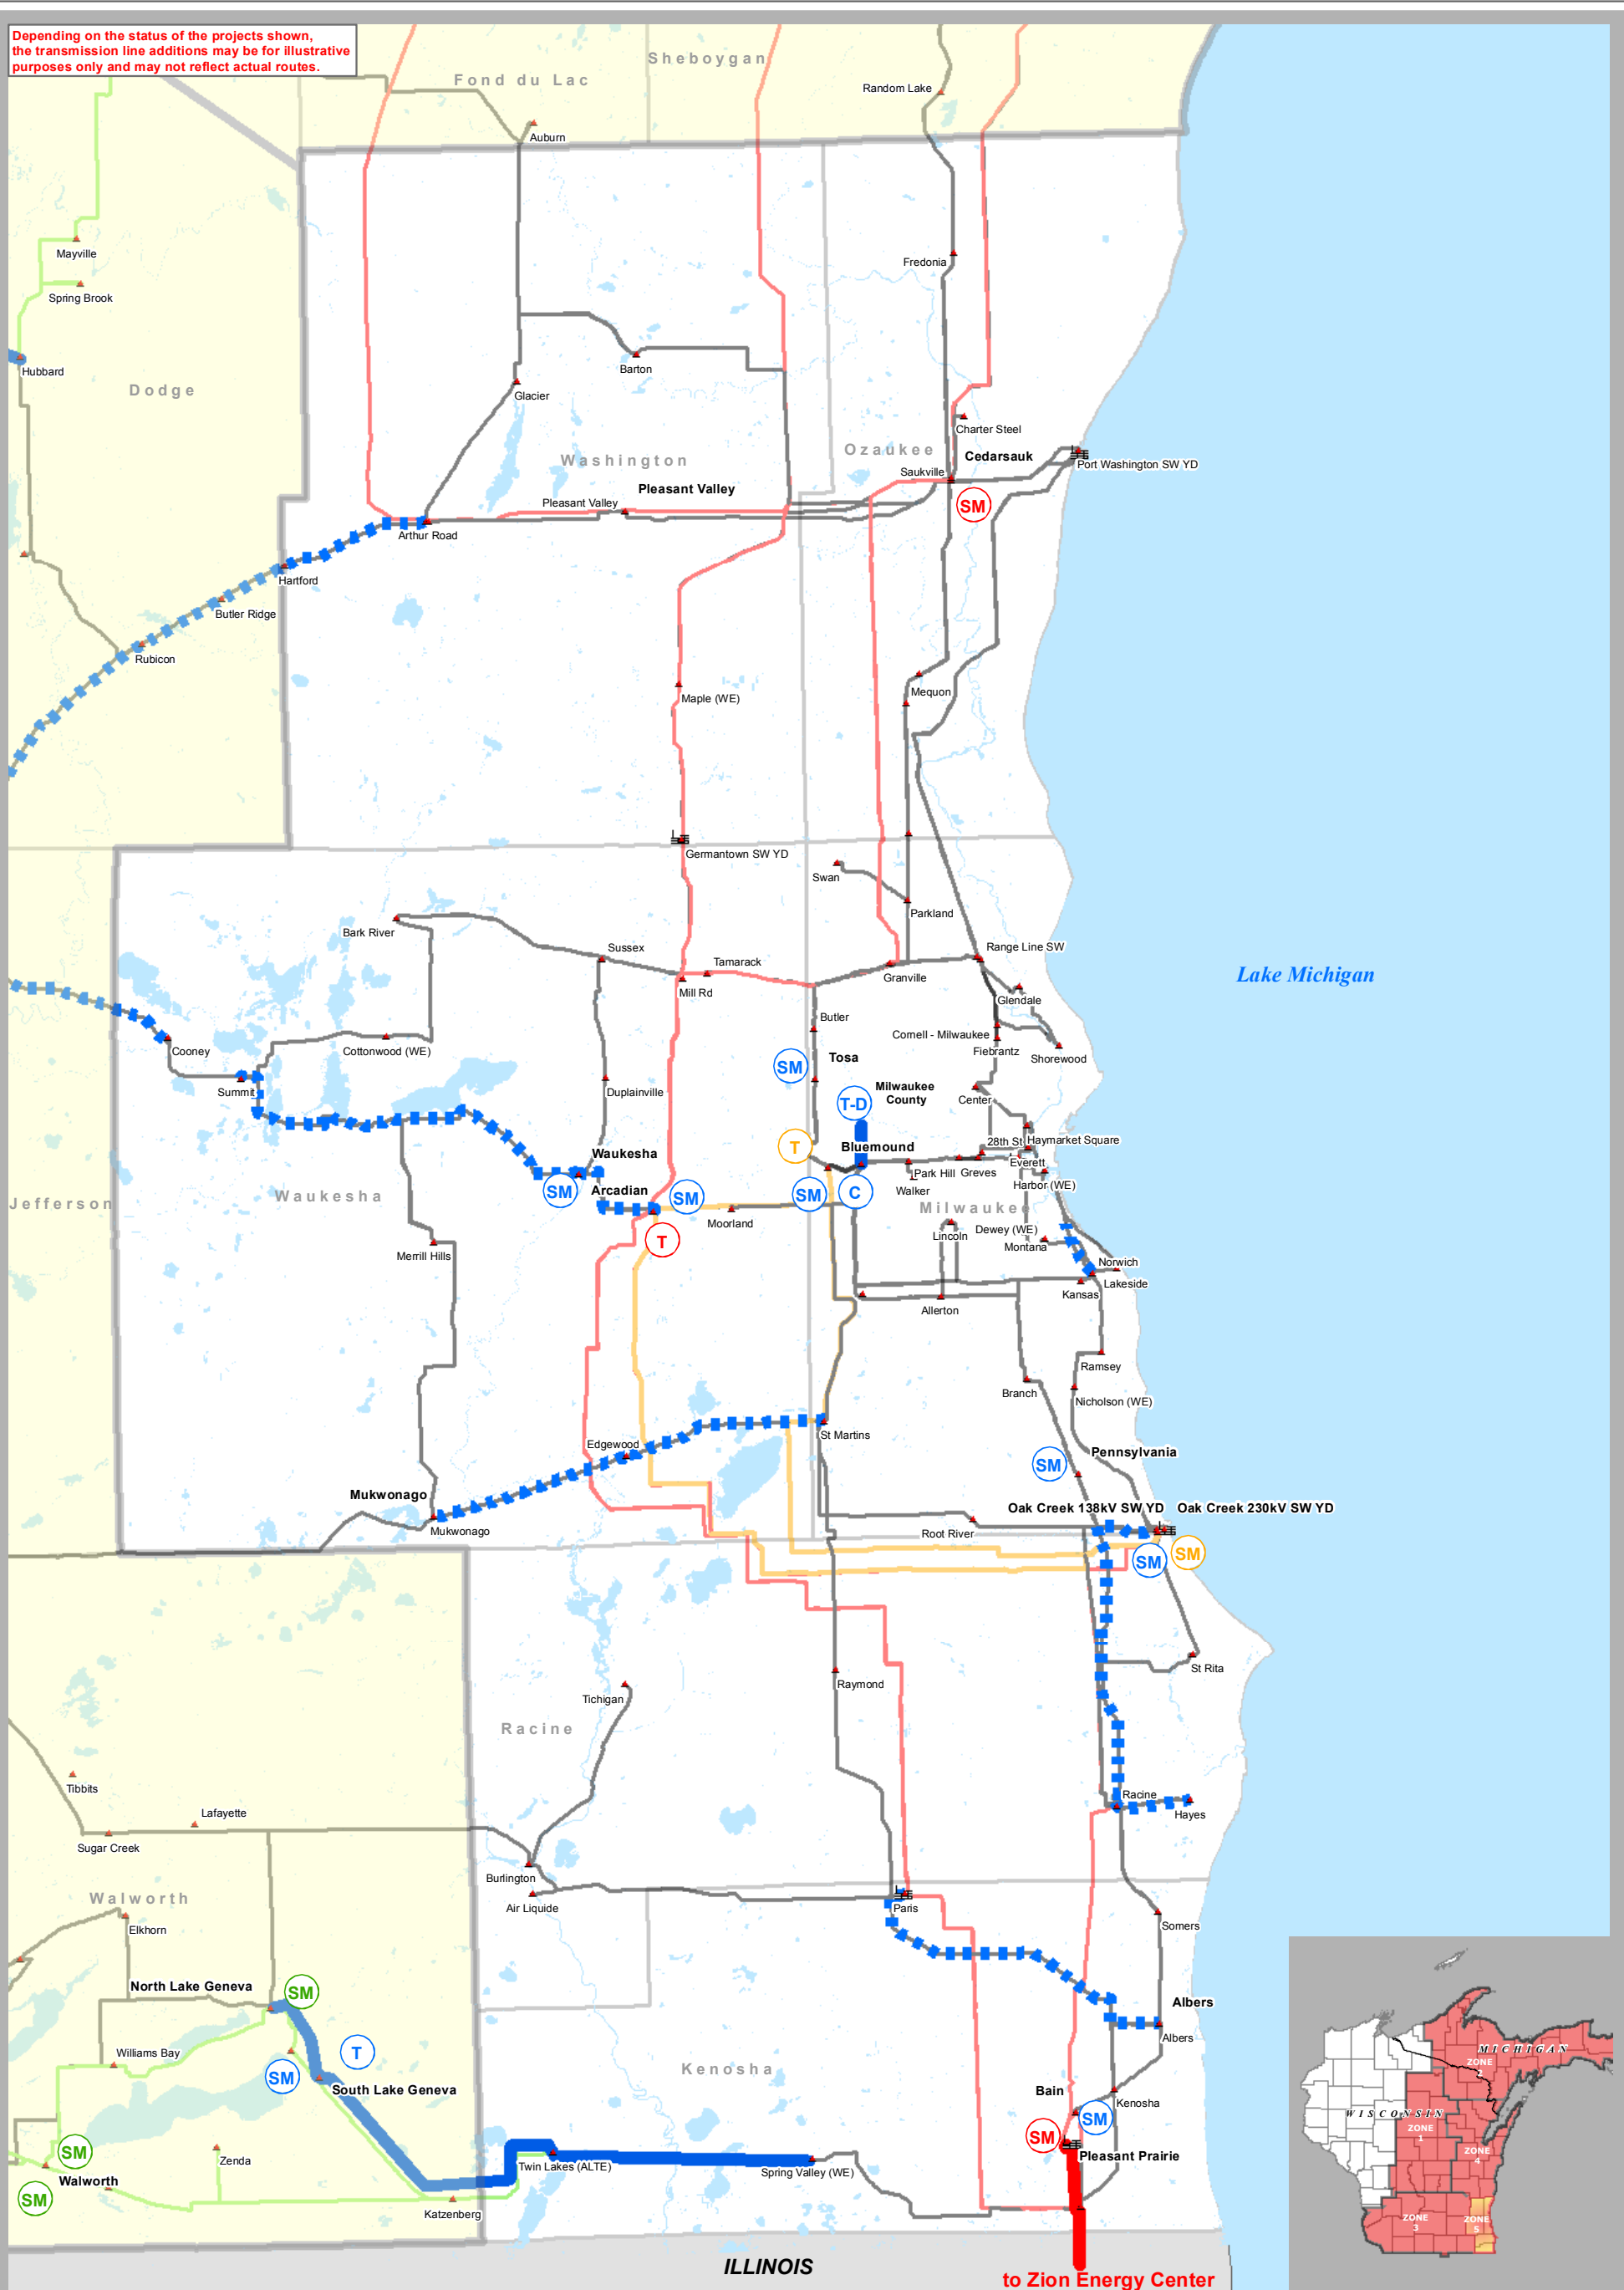 Depending on the status of the projects shown,
the transmission line additions may be for illustrative
purposes only and may not reflect actual routes.
Sheboygan
Fond du Lac
Random Lake
Auburn
Mayville
Fredonia
Spring Brook
Hubbard
Barton
Dodge
Glacier
Charter Steel
Ozaukee
Cedarsauk
Washington
Port Washington SW YD
Saukville
Pleasant Valley
Pleasant Valley
SM
Arthur Road
Hartford
Butler Ridge
Rubicon
Mequon
Maple (WE)
Germantown SW YD
Swan
Parkland
Bark River
Sussex
Range Line SW
Tamarack
Lake Michigan
Granville
Mill Rd
Glendale
Butler
Cornell - Milwaukee
Cooney
Cottonwood (WE)
Fiebrantz
Tosa
Shorewood
SM
Milwaukee
County
Summit
Duplainville
Center
T-D
28th St
Haymarket Square
T
Bluemound
Waukesha
Everett
Park Hill
Greves
Harbor (WE)
SM
Arcadian
SM
SM
C
Walker
Waukesha
Jefferson
Milwaukee
Moorland
Dewey (WE)
Lincoln
T
Montana
Merrill Hills
Norwich
Lakeside
Kansas
Allerton
Ramsey
Branch
Nicholson (WE)
St Martins
Edgewood
Pennsylvania
SM
Mukwonago
Oak Creek 138kV SW YD
Oak Creek 230kV SW YD
Mukwonago
Root River
SM
SM
St Rita
Raymond
Tichigan
Racine
Tibbits
Racine
Lafayette
Hayes
Sugar Creek
Burlington
Walworth
Air Liquide
Paris
Elkhorn
Somers
North Lake Geneva
SM
Albers
Albers
Williams Bay
T
Kenosha
SM
South Lake Geneva
Bain
Kenosha
SM
SM
SM
Pleasant Prairie
Zenda
Twin Lakes (ALTE)
Spring Valley (WE)
Walworth
SM
Katzenberg
ILLINOIS
to Zion Energy Center
MICHIGAN
ZONE
2
WISCONSIN
ZONE
1
ZONE
4
ZONE
3
ZONE
5